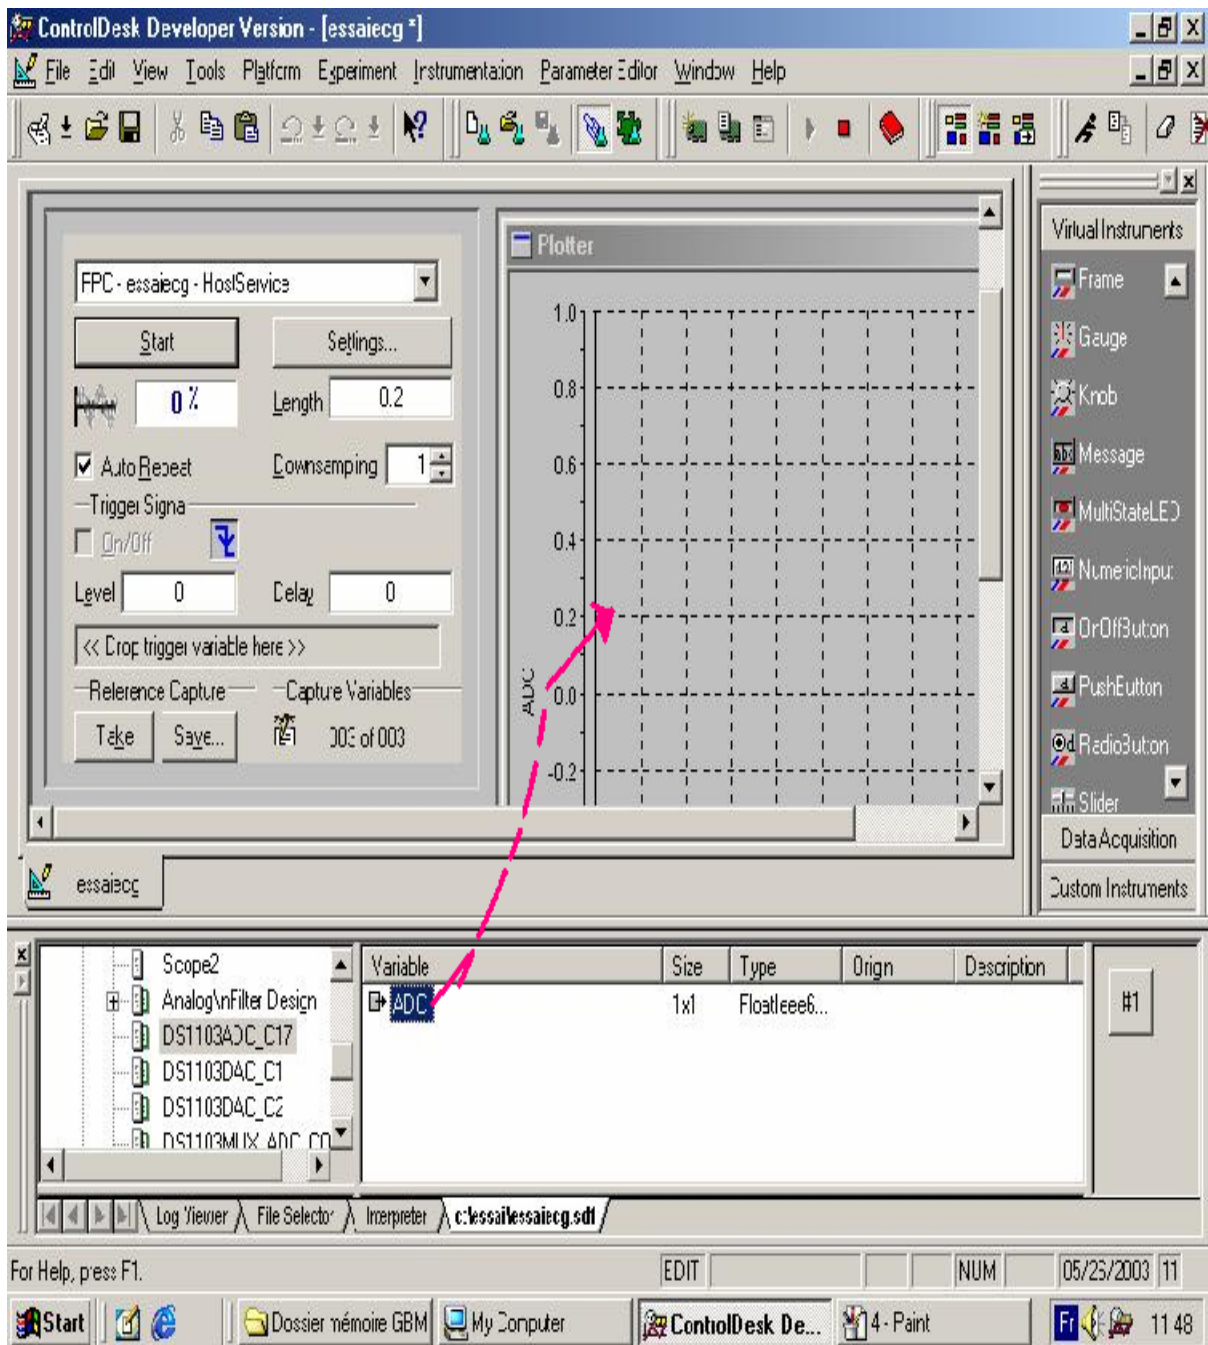 ControlDesk Developer Version - [essaiecg *]
File Edit View Tools Platform Experiment Instrumentation Parameter Editor Window Help
Virtual Instruments
Plotter
Frame
FPC - essaiecg - HostService
1.0
Start
Settings...
Gauge
0 %
Length
0.2
0.8
Knob
Auto Repeat
Downsampling
1
0.6
Message
Trigger Signal
MultiStateLED
On/Off
0.4
NumericInput
Level
0
Delay
0
0.2
OnOffButton
<< Drop trigger variable here >>
Reference Capture
Capture Variables
ADC
0.0
PushButton
Take
Save...
003 of 003
RadioButton
-0.2
Slider
Data Acquisition
essaiecg
Custom Instruments
Scope2
Variable
Size
Type
Origin
Description
Analog\nFilter Design
ADC
1x1
FloatIeee6...
#1
DS1103ADC_C17
DS1103DAC_C1
DS1103DAC_C2
DS1103MUX_ADC_CO
Log Viewer
File Selector
Interpreter
c:\essai\essaiecg.sdf
For Help, press F1.
EDIT
NUM
05/26/2003
11
Start
Dossier mémoire GBM
My Computer
ControlDesk De...
4 - Paint
Fr
11 48